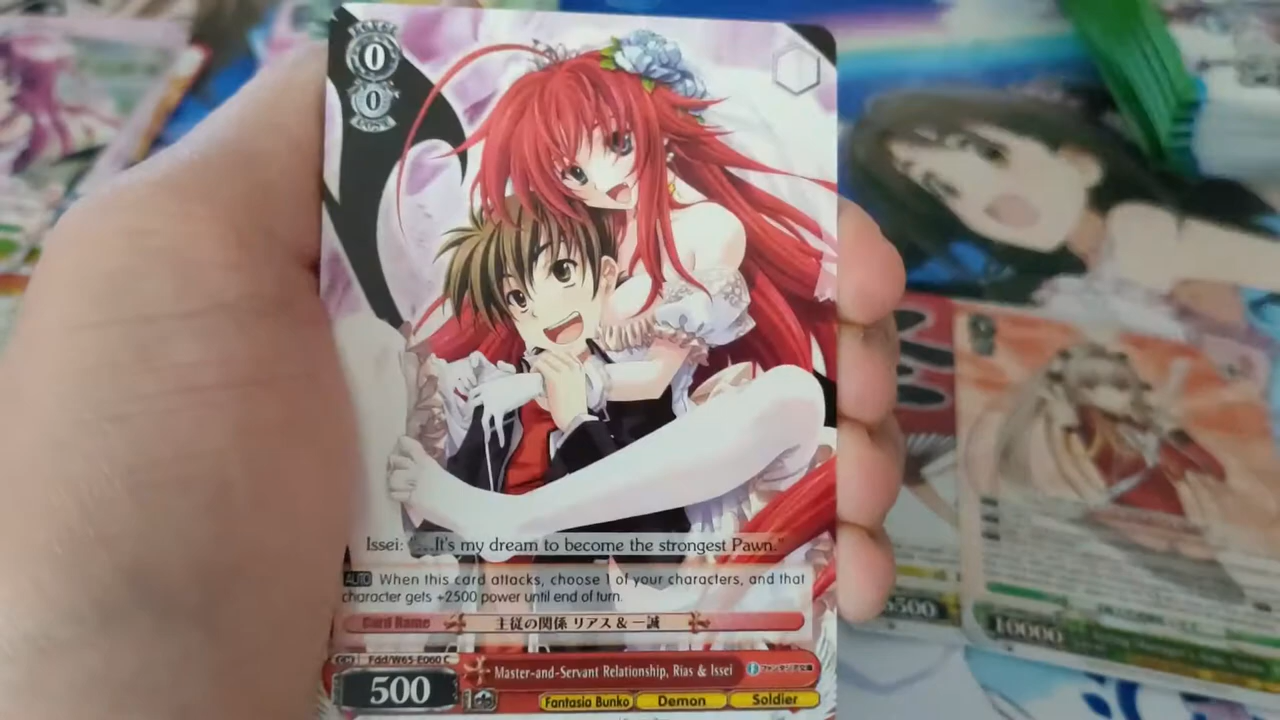 0
0
COST
Issei: "...It's my dream to become the strongest Pawn."
AUTO When this card attacks, choose 1 of your characters, and that
character gets +2500 power until end of turn.
Card Name 主従の関係 リアス & 一誠
CH Fdd/W65-E060 C
Master-and-Servant Relationship, Rias & Issei
ファンタジア文庫
500 1
Fantasia Bunko Demon Soldier
5500
10000